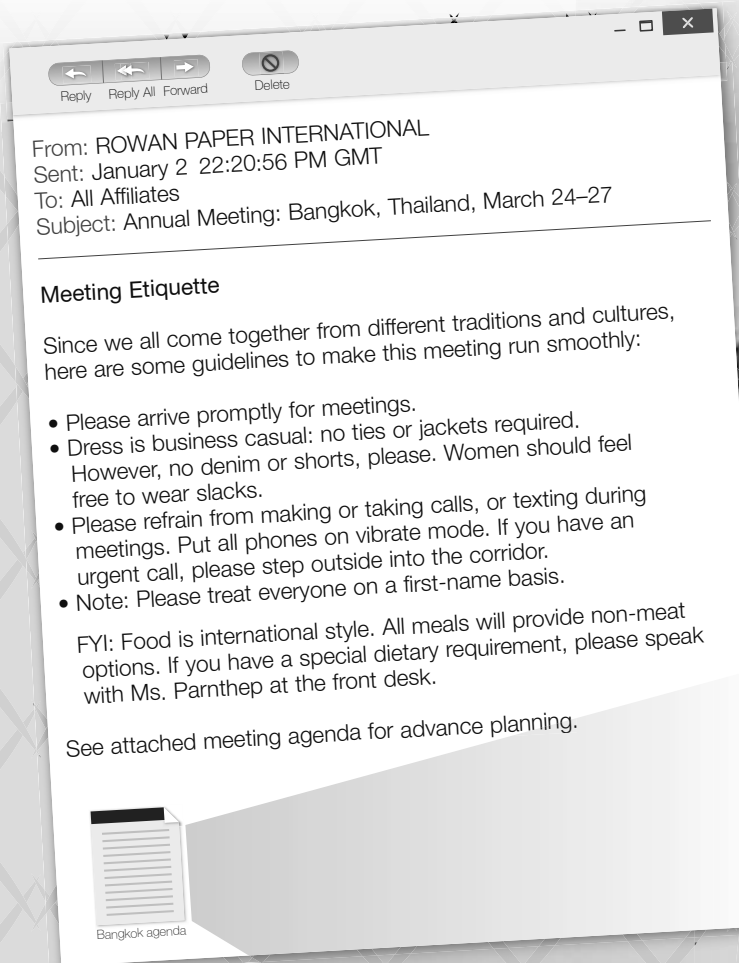 Reply Reply All Forward Delete
From: ROWAN PAPER INTERNATIONAL
Sent: January 2 22:20:56 PM GMT
To: All Affiliates
Subject: Annual Meeting: Bangkok, Thailand, March 24–27
Meeting Etiquette
Since we all come together from different traditions and cultures,
here are some guidelines to make this meeting run smoothly:
• Please arrive promptly for meetings.
• Dress is business casual: no ties or jackets required.
However, no denim or shorts, please. Women should feel
free to wear slacks.
• Please refrain from making or taking calls, or texting during
meetings. Put all phones on vibrate mode. If you have an
urgent call, please step outside into the corridor.
• Note: Please treat everyone on a first-name basis.
FYI: Food is international style. All meals will provide non-meat
options. If you have a special dietary requirement, please speak
with Ms. Parnthep at the front desk.
See attached meeting agenda for advance planning.
Bangkok agenda